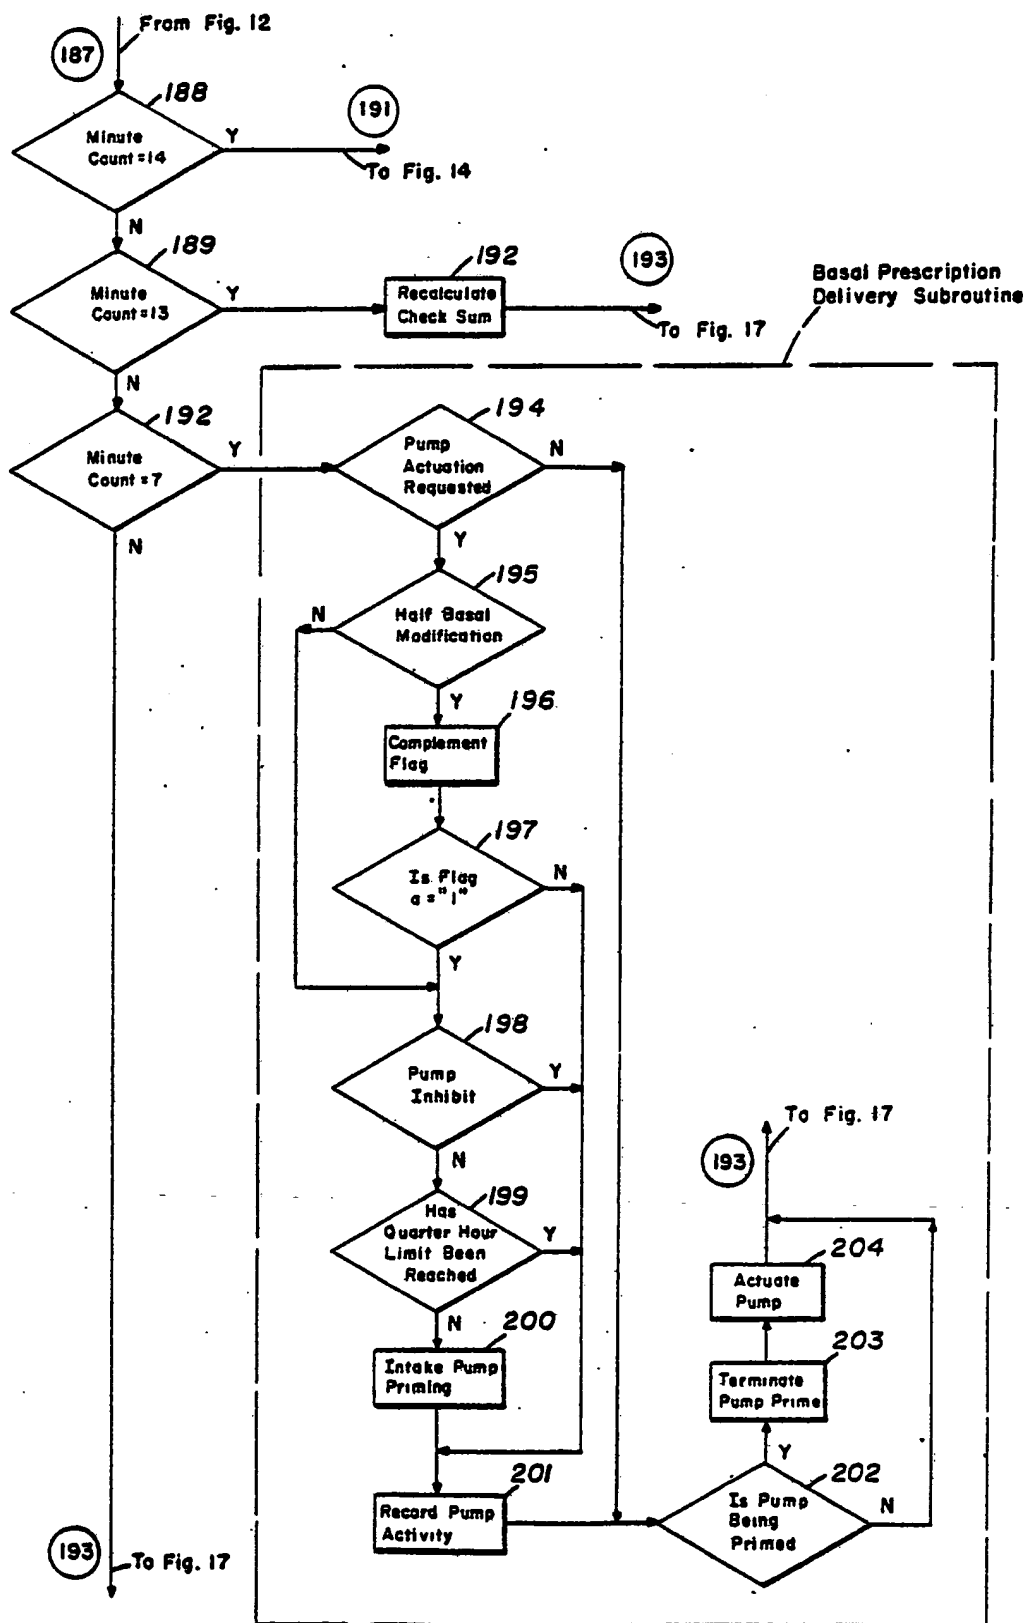 From Fig. 12
187
188
Minute
Count=14
Y
191
To Fig. 14
N
189
Minute
Count=13
Y
192
Recalculate
Check Sum
193
To Fig. 17
Basal Prescription
Delivery Subroutine
N
192
Minute
Count=7
Y
N
194
Pump
Actuation
Requested
N
Y
195
Half Basal
Modification
N
Y
196
Complement
Flag
197
Is Flag
a="1"
N
Y
198
Pump
Inhibit
Y
N
199
Has
Quarter Hour
Limit Been
Reached
Y
N
200
Intake Pump
Priming
201
Record Pump
Activity
202
Is Pump
Being
Primed
N
Y
203
Terminate
Pump Prime
204
Actuate
Pump
193
To Fig. 17
193
To Fig. 17